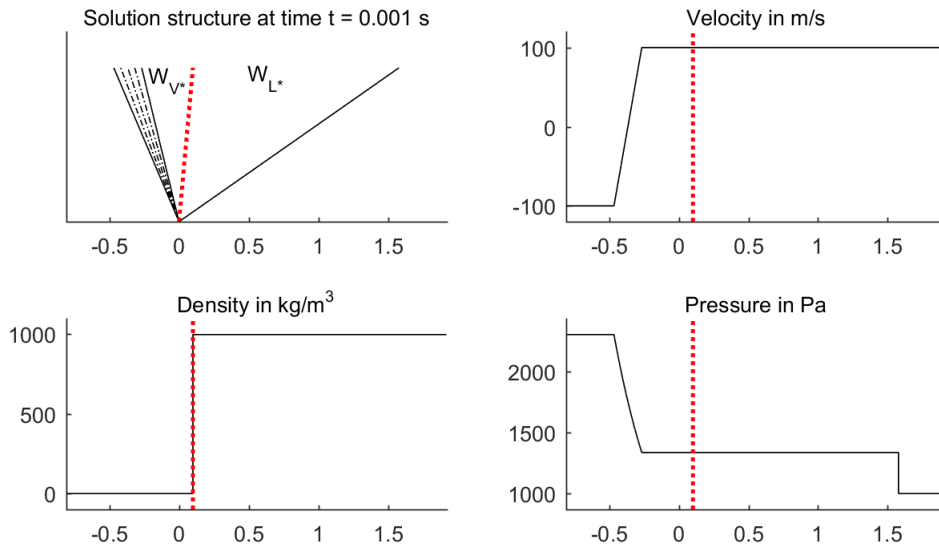 Solution structure at time t = 0.001 s
W_V*
W_L*
-0.5 0 0.5 1 1.5
Velocity in m/s
100
0
-100
-0.5 0 0.5 1 1.5
Density in kg/m^3
1000
500
0
-0.5 0 0.5 1 1.5
Pressure in Pa
2000
1500
1000
-0.5 0 0.5 1 1.5